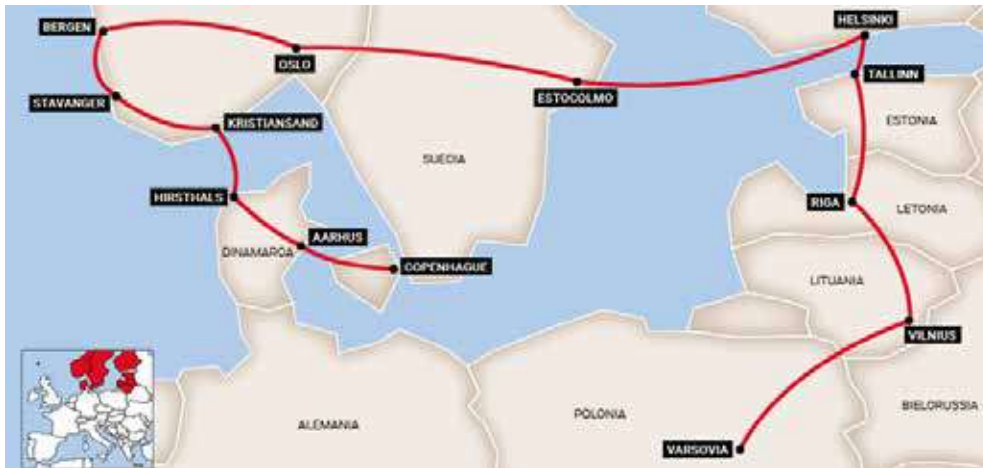 BERGEN
HELSINKI
OSLO
TALLINN
STAVANGER
ESTOCOLMO
KRISTIANSAND
ESTONIA
SUECIA
HIRSTHALS
RIGA
LETONIA
AARHUS
DINAMARCA
COPENHAGUE
LITUANIA
VILNIUS
BIELORUSSIA
POLONIA
ALEMANIA
VARSOVIA